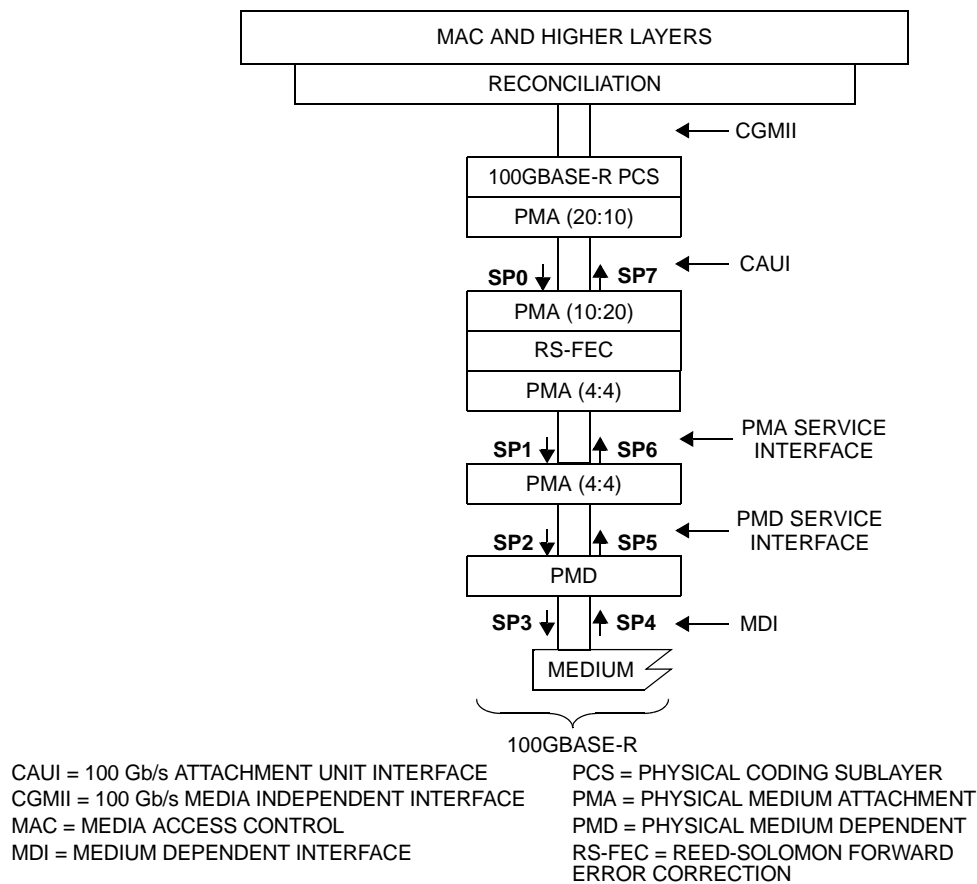 MAC AND HIGHER LAYERS
RECONCILIATION
CGMII
100GBASE-R PCS
PMA (20:10)
CAUI
SP0
SP7
PMA (10:20)
RS-FEC
PMA (4:4)
PMA SERVICE
INTERFACE
SP1
SP6
PMA (4:4)
PMD SERVICE
INTERFACE
SP2
SP5
PMD
SP3
SP4
MDI
MEDIUM
100GBASE-R
CAUI = 100 Gb/s ATTACHMENT UNIT INTERFACE
CGMII = 100 Gb/s MEDIA INDEPENDENT INTERFACE
MAC = MEDIA ACCESS CONTROL
MDI = MEDIUM DEPENDENT INTERFACE
PCS = PHYSICAL CODING SUBLAYER
PMA = PHYSICAL MEDIUM ATTACHMENT
PMD = PHYSICAL MEDIUM DEPENDENT
RS-FEC = REED-SOLOMON FORWARD
ERROR CORRECTION